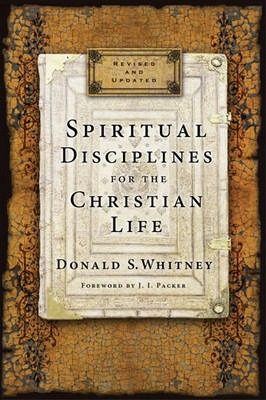 REVISED
AND
UPDATED
SPIRITUAL
DISCIPLINES
FOR THE
CHRISTIAN
LIFE
DONALD S. WHITNEY
FOREWORD BY J. I. PACKER